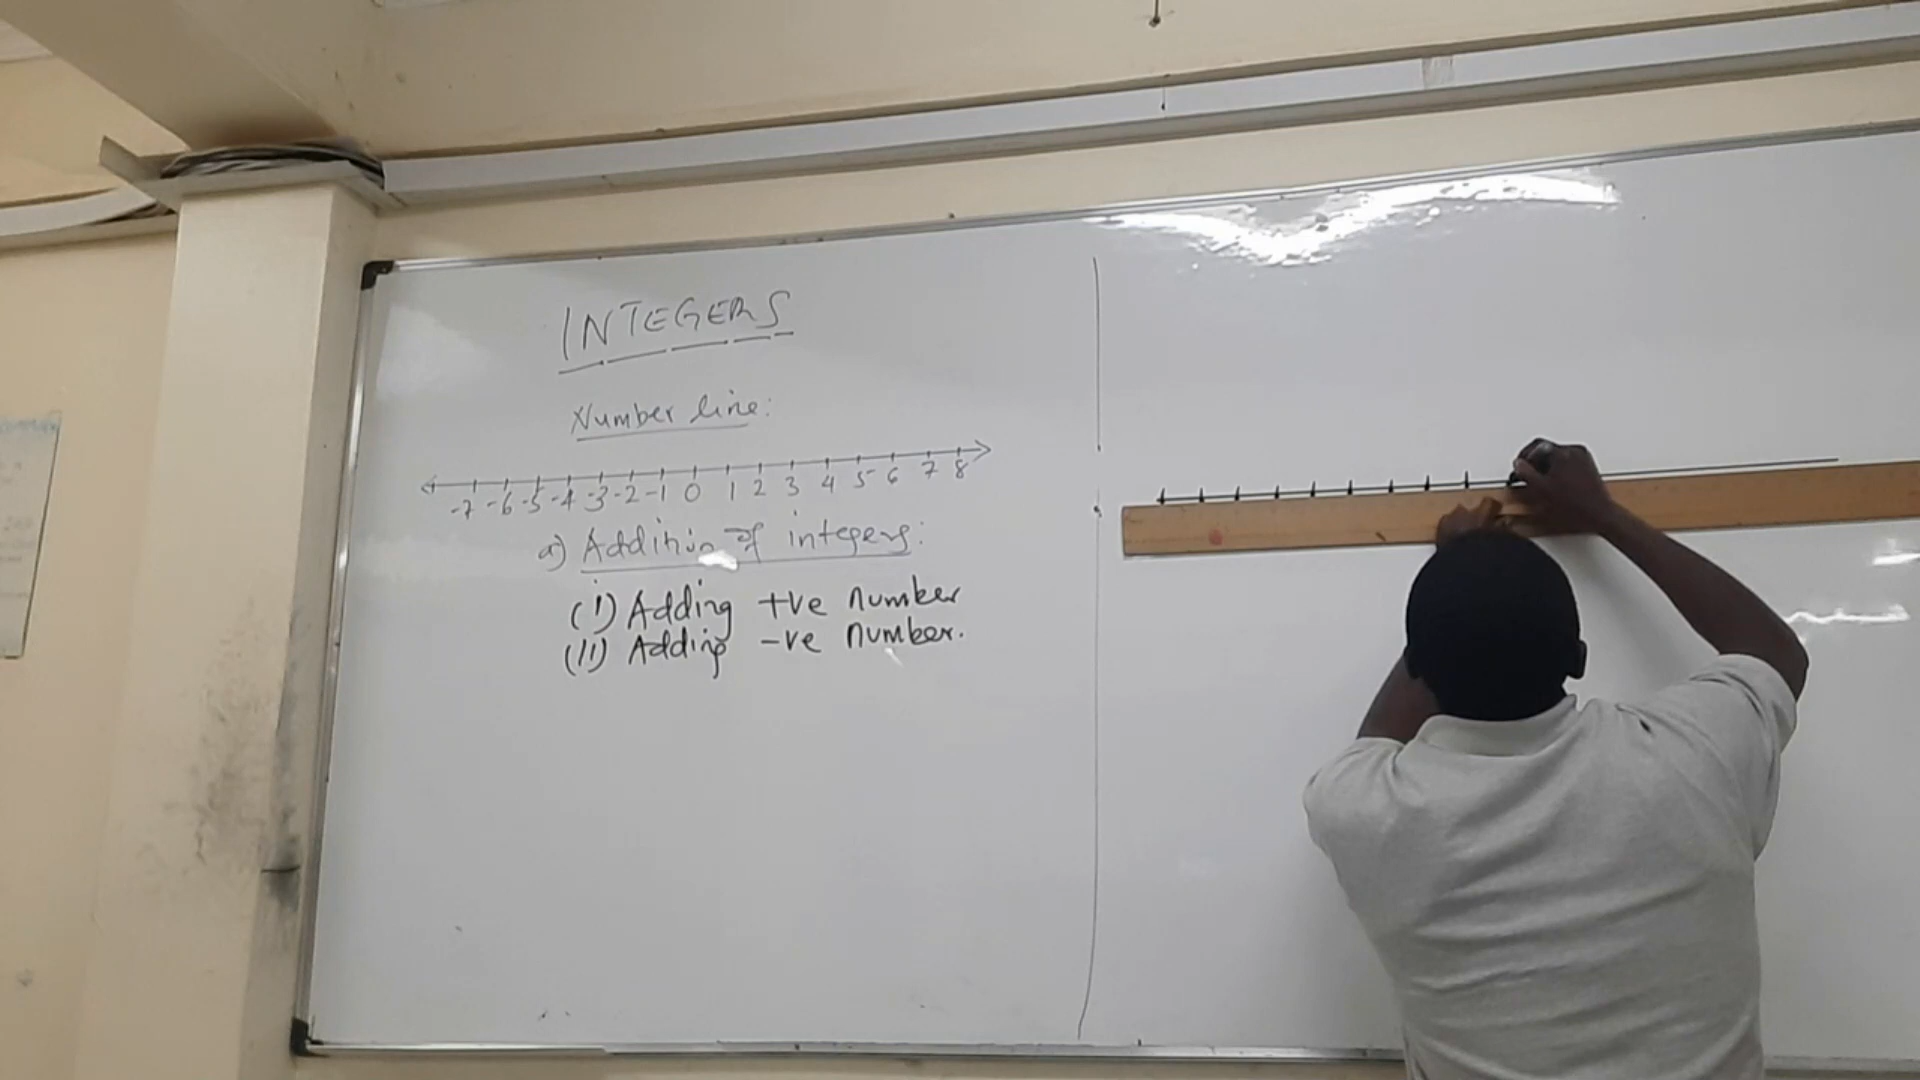 INTEGERS
Number line:
-7 -6 -5 -4 -3 -2 -1 0 1 2 3 4 5 6 7 8
a) Addition of integers:
(i) Adding +ve number
(ii) Adding -ve number.